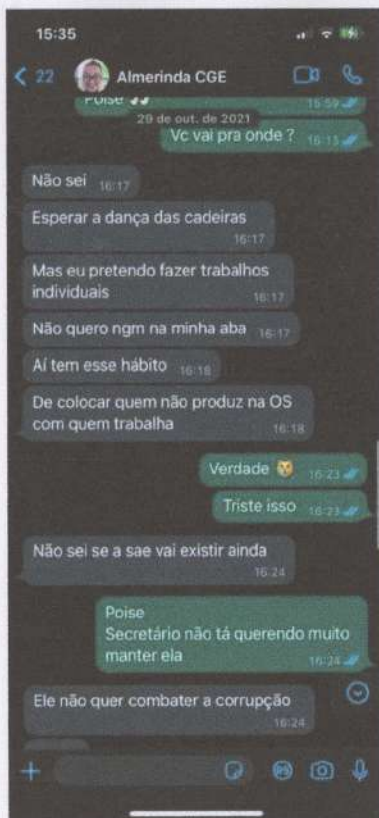 15:35
22
Almerinda CGE
Poise
15:59
29 de out. de 2021
Vc vai pra onde ? 16:15
Não sei 16:17
Esperar a dança das cadeiras
16:17
Mas eu pretendo fazer trabalhos
individuais 16:17
Não quero ngm na minha aba 16:17
Aí tem esse hábito 16:18
De colocar quem não produz na OS
com quem trabalha 16:18
Verdade 😿 16:23
Triste isso 16:23
Não sei se a sae vai existir ainda
16:24
Poise
Secretário não tá querendo muito
manter ela 16:24
Ele não quer combater a corrupção
16:24